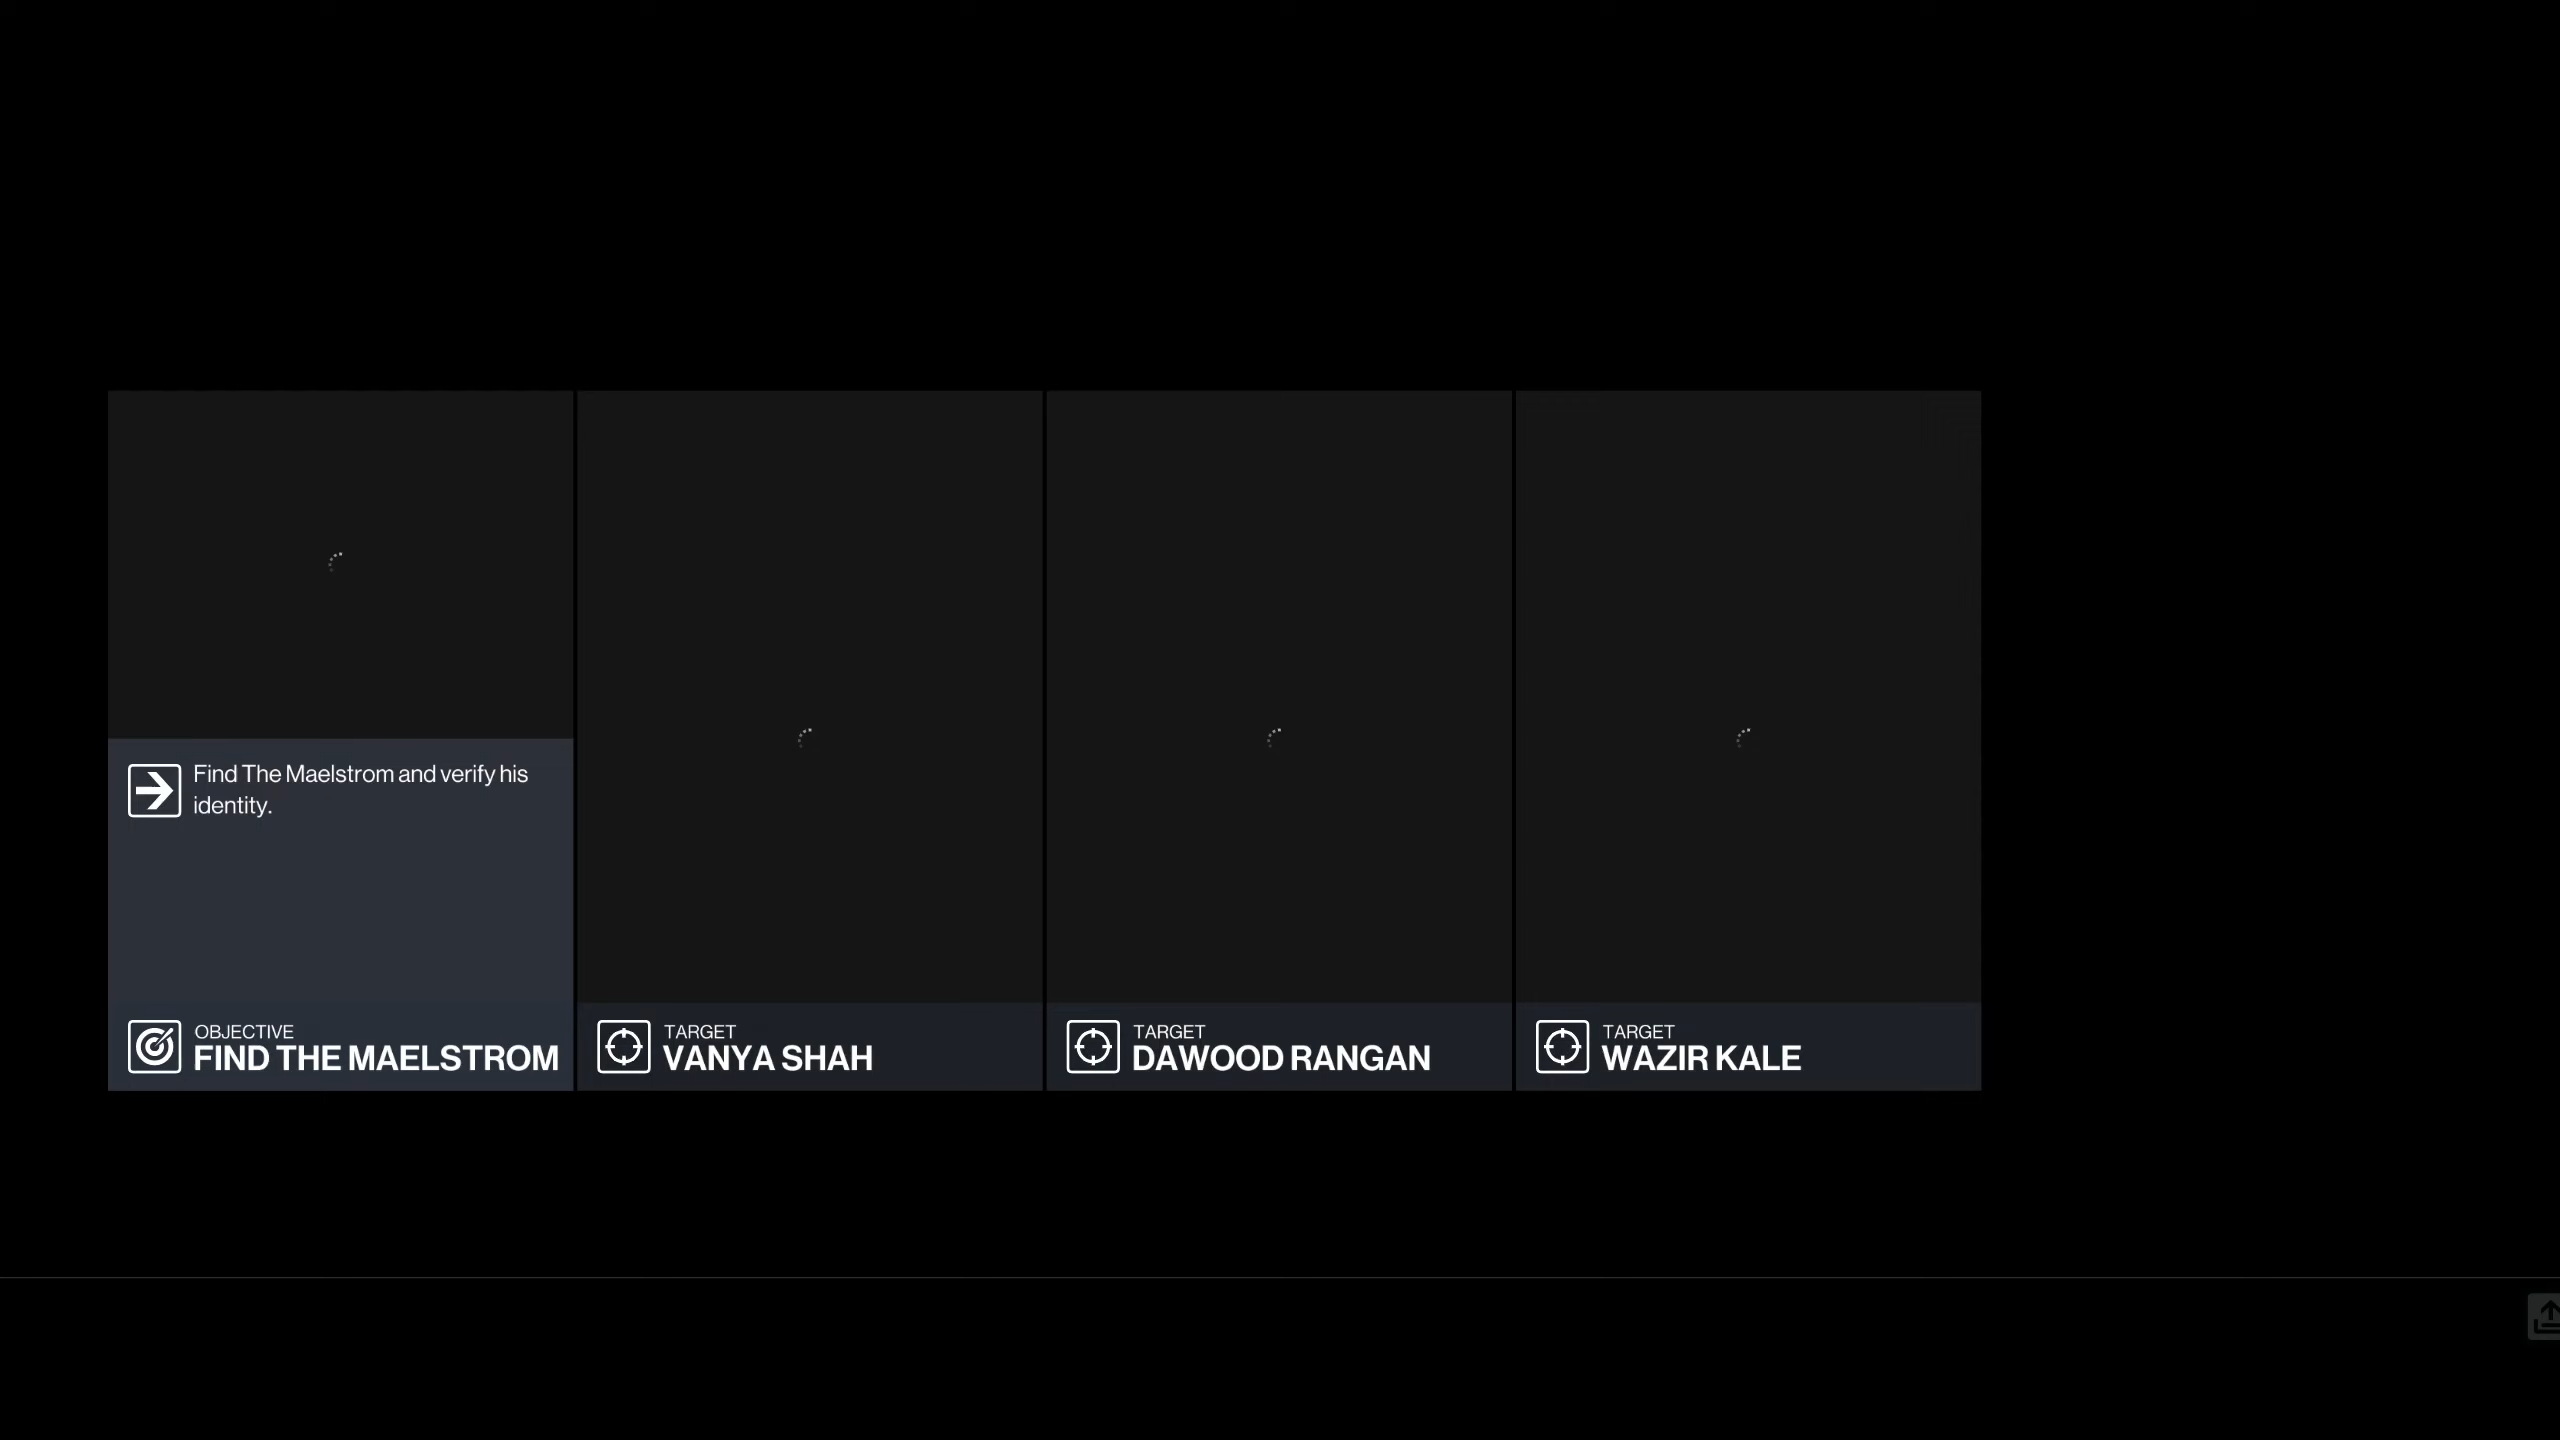 Find The Maelstrom and verify his
identity.
OBJECTIVE
FIND THE MAELSTROM
TARGET
VANYA SHAH
TARGET
DAWOOD RANGAN
TARGET
WAZIR KALE